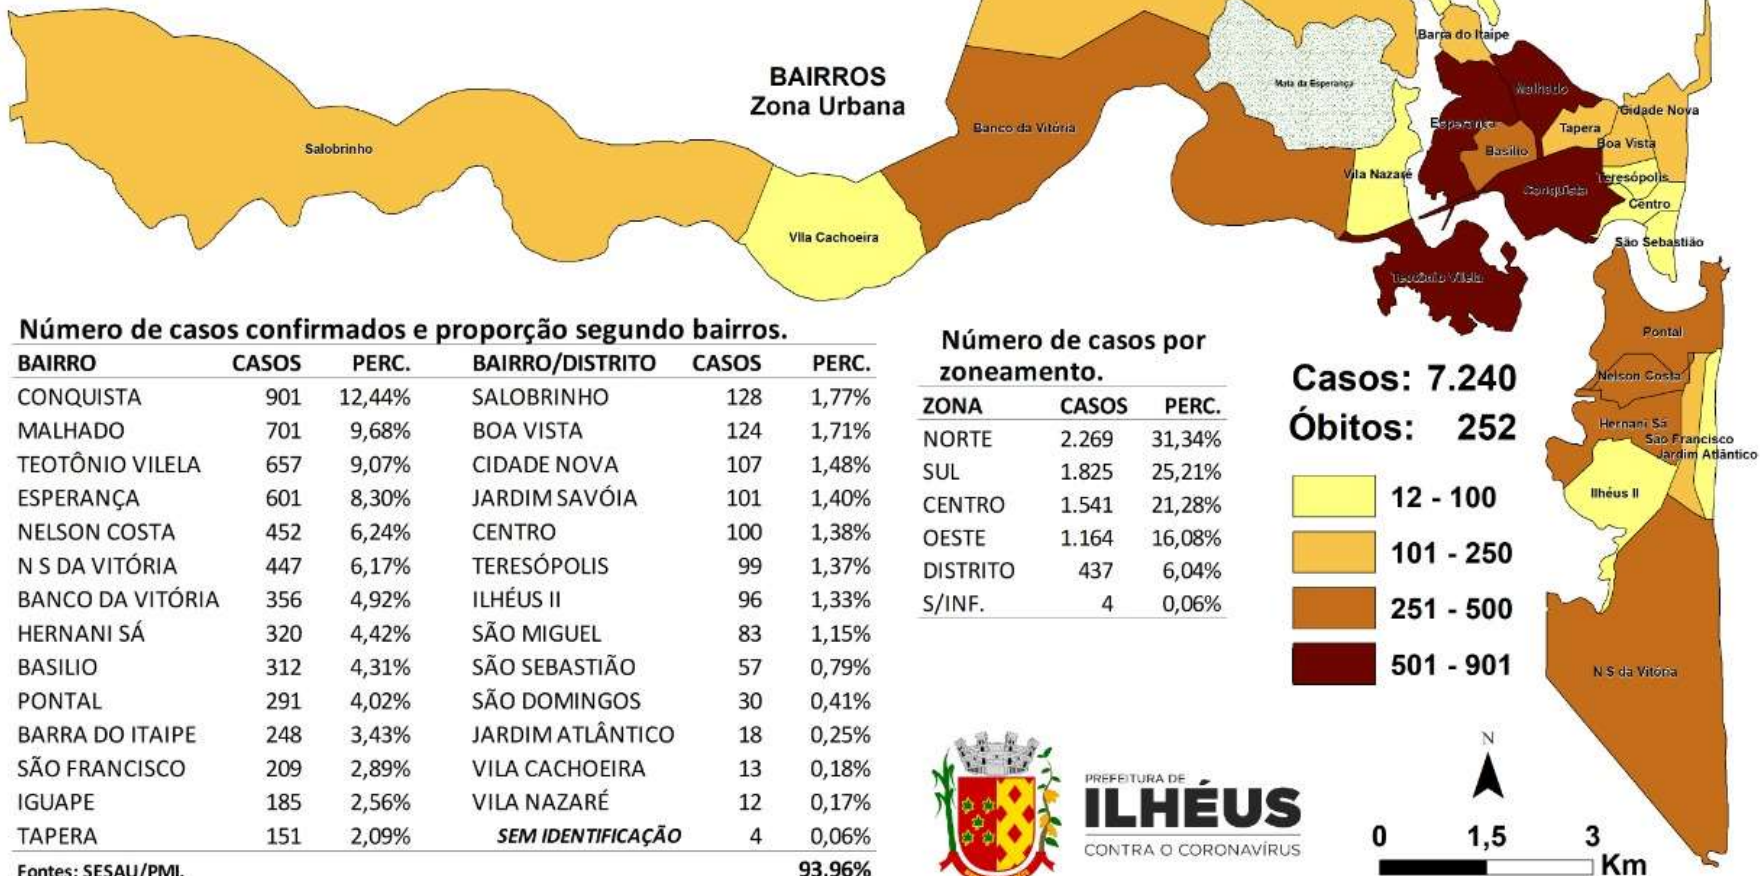 Barra do Itaipe
BAIRROS
Zona Urbana
Mata da Esperança
Malhado
Cidade Nova
Esperança
Tapera
Banco da Vitória
Boa Vista
Basílio
Salobrinho
Vila Nazaré
Teresópolis
Conquista
Centro
Vila Cachoeira
São Sebastião
Teotônio Vilela
Pontal
Nelson Costa
Hernani Sá
São Francisco
Jardim Atlântico
Ilhéus II
N S da Vitória
Número de casos confirmados e proporção segundo bairros.
BAIRRO CASOS PERC. BAIRRO/DISTRITO CASOS PERC.
CONQUISTA 901 12,44% SALOBRINHO 128 1,77%
MALHADO 701 9,68% BOA VISTA 124 1,71%
TEOTÔNIO VILELA 657 9,07% CIDADE NOVA 107 1,48%
ESPERANÇA 601 8,30% JARDIM SAVÓIA 101 1,40%
NELSON COSTA 452 6,24% CENTRO 100 1,38%
N S DA VITÓRIA 447 6,17% TERESÓPOLIS 99 1,37%
BANCO DA VITÓRIA 356 4,92% ILHÉUS II 96 1,33%
HERNANI SÁ 320 4,42% SÃO MIGUEL 83 1,15%
BASILIO 312 4,31% SÃO SEBASTIÃO 57 0,79%
PONTAL 291 4,02% SÃO DOMINGOS 30 0,41%
BARRA DO ITAIPE 248 3,43% JARDIM ATLÂNTICO 18 0,25%
SÃO FRANCISCO 209 2,89% VILA CACHOEIRA 13 0,18%
IGUAPE 185 2,56% VILA NAZARÉ 12 0,17%
TAPERA 151 2,09% SEM IDENTIFICAÇÃO 4 0,06%
Fontes: SESAU/PMI. 93,96%
Número de casos por
zoneamento.
ZONA CASOS PERC.
NORTE 2.269 31,34%
SUL 1.825 25,21%
CENTRO 1.541 21,28%
OESTE 1.164 16,08%
DISTRITO 437 6,04%
S/INF. 4 0,06%
Casos: 7.240
Óbitos: 252
12 - 100
101 - 250
251 - 500
501 - 901
PREFEITURA DE
ILHÉUS
CONTRA O CORONAVÍRUS
N
0 1,5 3
Km